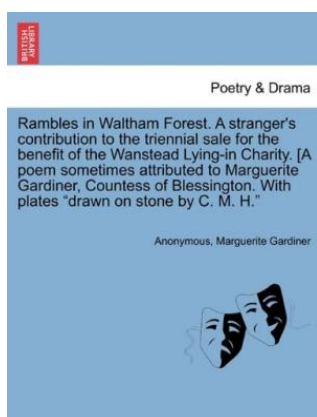 BRITISH
LIBRARY
Poetry & Drama
Rambles in Waltham Forest. A stranger's
contribution to the triennial sale for the
benefit of the Wanstead Lying-in Charity. [A
poem sometimes attributed to Marguerite
Gardiner, Countess of Blessington. With
plates “drawn on stone by C. M. H.”
Anonymous, Marguerite Gardiner